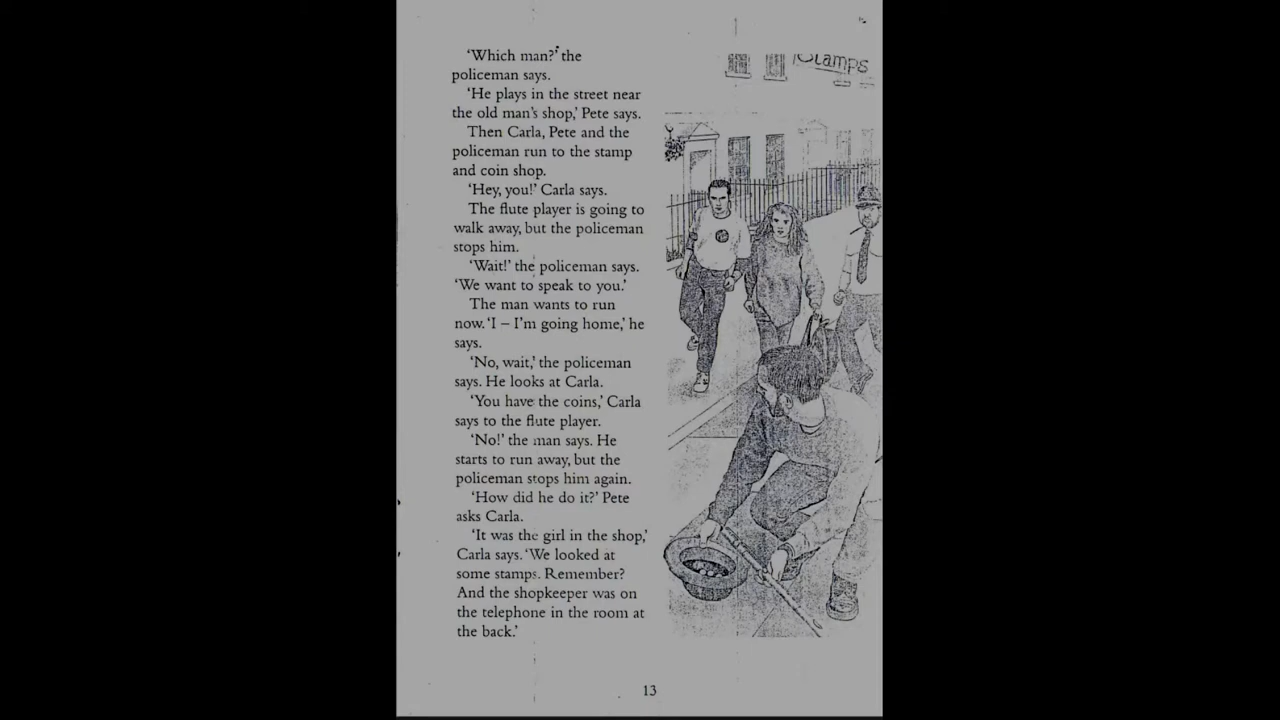 Stamps
‘Which man?’ the
policeman says.
‘He plays in the street near
the old man’s shop,’ Pete says.
Then Carla, Pete and the
policeman run to the stamp
and coin shop.
‘Hey, you!’ Carla says.
The flute player is going to
walk away, but the policeman
stops him.
‘Wait!’ the policeman says.
‘We want to speak to you.’
The man wants to run
now. ‘I – I’m going home,’ he
says.
‘No, wait,’ the policeman
says. He looks at Carla.
‘You have the coins,’ Carla
says to the flute player.
‘No!’ the man says. He
starts to run away, but the
policeman stops him again.
‘How did he do it?’ Pete
asks Carla.
‘It was the girl in the shop,’
Carla says. ‘We looked at
some stamps. Remember?
And the shopkeeper was on
the telephone in the room at
the back.’
13